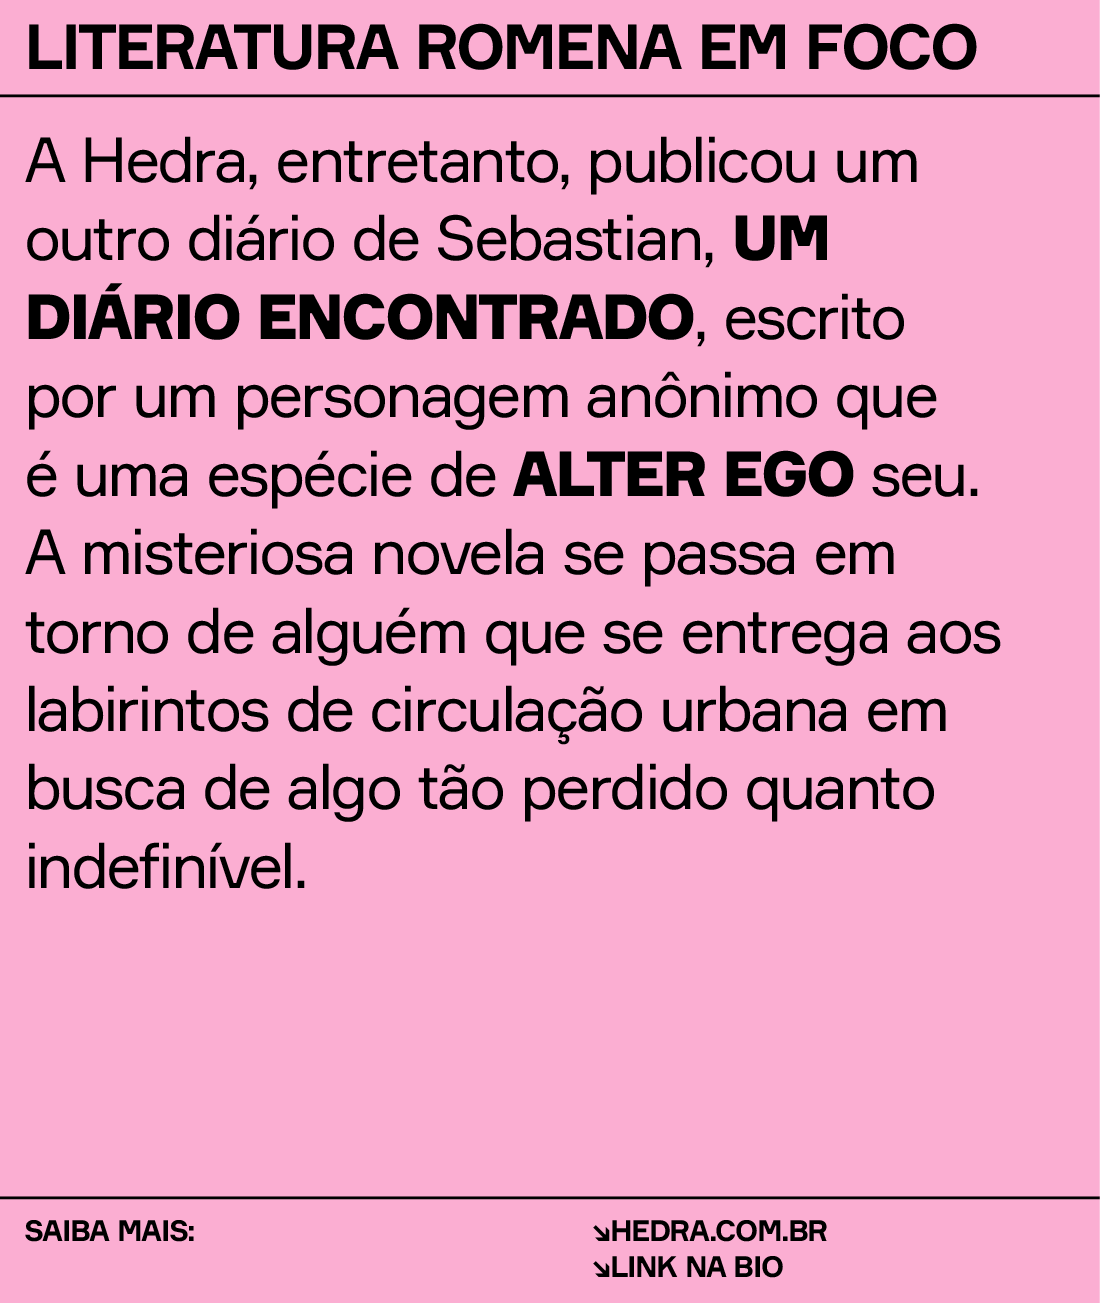 LITERATURA ROMENA EM FOCO
A Hedra, entretanto, publicou um
outro diário de Sebastian, UM
DIÁRIO ENCONTRADO, escrito
por um personagem anônimo que
é uma espécie de ALTER EGO seu.
A misteriosa novela se passa em
torno de alguém que se entrega aos
labirintos de circulação urbana em
busca de algo tão perdido quanto
indefinível.
SAIBA MAIS:
↘HEDRA.COM.BR
↘LINK NA BIO